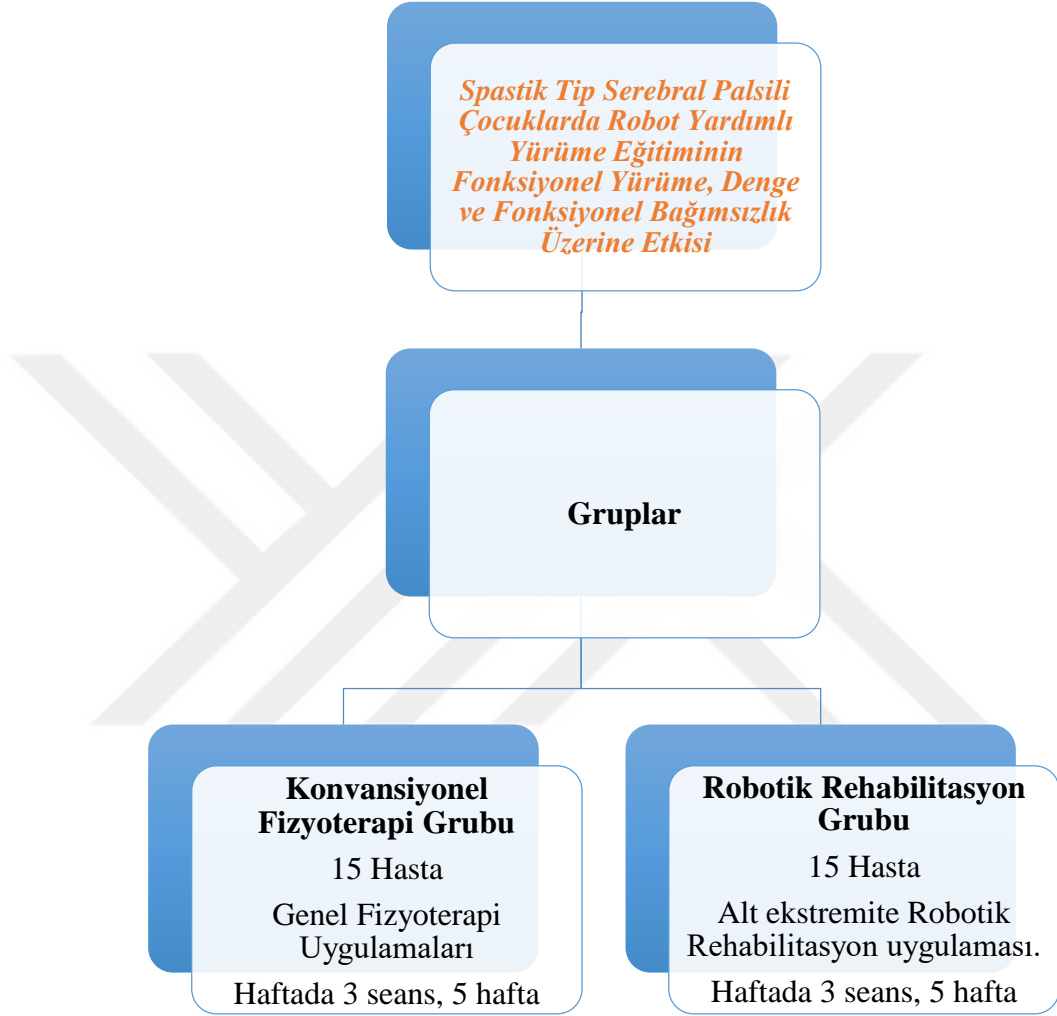 Spastik Tip Serebral Palsili
Çocuklarda Robot Yardımlı
Yürüme Eğitiminin
Fonksiyonel Yürüme, Denge
ve Fonksiyonel Bağımsızlık
Üzerine Etkisi
Gruplar
Konvansiyonel
Fizyoterapi Grubu
15 Hasta
Genel Fizyoterapi
Uygulamaları
Haftada 3 seans, 5 hafta
Robotik Rehabilitasyon
Grubu
15 Hasta
Alt ekstremite Robotik
Rehabilitasyon uygulaması.
Haftada 3 seans, 5 hafta